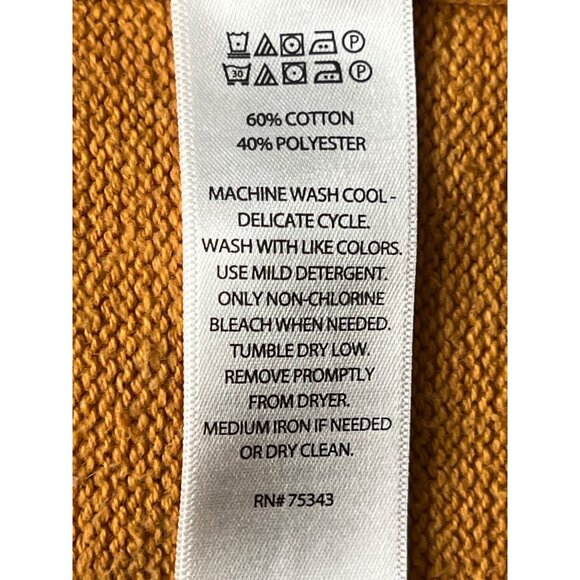 P
30 P
60% COTTON
40% POLYESTER
MACHINE WASH COOL -
DELICATE CYCLE.
WASH WITH LIKE COLORS.
USE MILD DETERGENT.
ONLY NON-CHLORINE
BLEACH WHEN NEEDED.
TUMBLE DRY LOW.
REMOVE PROMPTLY
FROM DRYER.
MEDIUM IRON IF NEEDED
OR DRY CLEAN.
RN# 75343